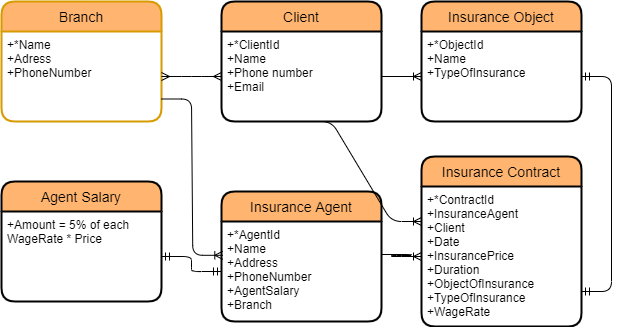 Branch
+*Name
+Adress
+PhoneNumber
Client
+*ClientId
+Name
+Phone number
+Email
Insurance Object
+*ObjectId
+Name
+TypeOfInsurance
Agent Salary
+Amount = 5% of each
WageRate * Price
Insurance Agent
+*AgentId
+Name
+Address
+PhoneNumber
+AgentSalary
+Branch
Insurance Contract
+*ContractId
+InsuranceAgent
+Client
+Date
+InsurancePrice
+Duration
+ObjectOfInsurance
+TypeOfInsurance
+WageRate